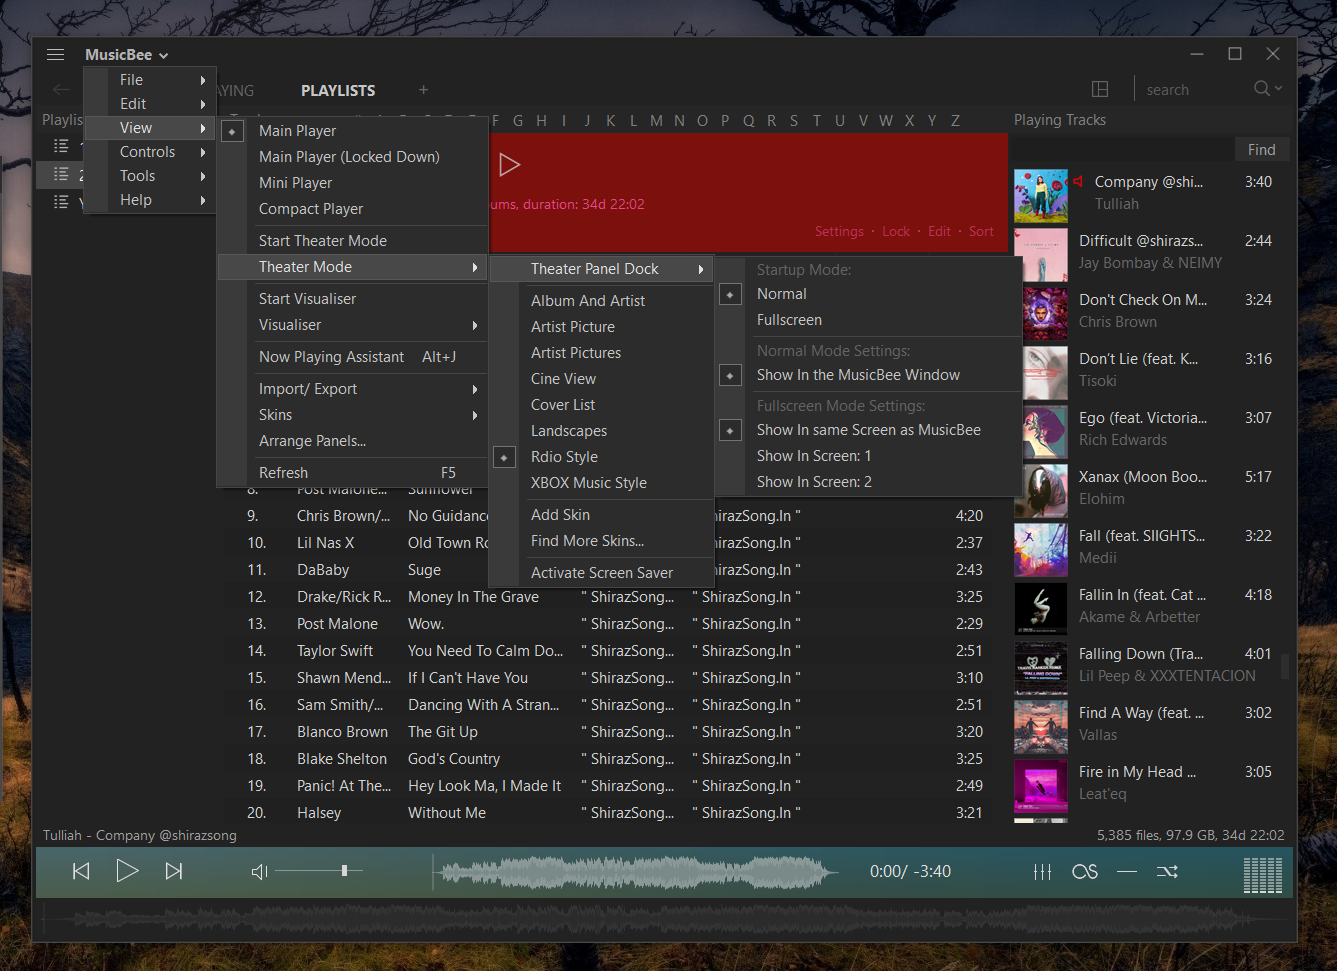 MusicBee
File
Edit
View
Controls
Tools
Help
PLAYLISTS
+
search
F G H I J K L M N O P Q R S T U V W X Y Z
Main Player
Main Player (Locked Down)
Mini Player
Compact Player
Start Theater Mode
Theater Mode
Start Visualiser
Visualiser
Now Playing Assistant Alt+J
Import/ Export
Skins
Arrange Panels...
Refresh F5
duration: 34d 22:02
Settings · Lock · Edit · Sort
Theater Panel Dock
Album And Artist
Artist Picture
Artist Pictures
Cine View
Cover List
Landscapes
Rdio Style
XBOX Music Style
Add Skin
Find More Skins...
Activate Screen Saver
Startup Mode:
Normal
Fullscreen
Normal Mode Settings:
Show In the MusicBee Window
Fullscreen Mode Settings:
Show In same Screen as MusicBee
Show In Screen: 1
Show In Screen: 2
8. Post Malone... Sunflower
9. Chris Brown/... No Guidance hirazSong.In " 4:20
10. Lil Nas X Old Town Ro hirazSong.In " 2:37
11. DaBaby Suge hirazSong.In " 2:43
12. Drake/Rick R... Money In The Grave " ShirazSong... " ShirazSong.In " 3:25
13. Post Malone Wow. " ShirazSong... " ShirazSong.In " 2:29
14. Taylor Swift You Need To Calm Do... " ShirazSong... " ShirazSong.In " 2:51
15. Shawn Mend... If I Can't Have You " ShirazSong... " ShirazSong.In " 3:10
16. Sam Smith/... Dancing With A Stran... " ShirazSong... " ShirazSong.In " 2:51
17. Blanco Brown The Git Up " ShirazSong... " ShirazSong.In " 3:20
18. Blake Shelton God's Country " ShirazSong... " ShirazSong.In " 3:25
19. Panic! At The... Hey Look Ma, I Made It " ShirazSong... " ShirazSong.In " 2:49
20. Halsey Without Me " ShirazSong... " ShirazSong.In " 3:21
Playing Tracks
Find
Company @shi... 3:40
Tulliah
Difficult @shirazs... 2:44
Jay Bombay & NEIMY
Don't Check On M... 3:24
Chris Brown
Don't Lie (feat. K... 3:16
Tisoki
Ego (feat. Victoria... 3:07
Rich Edwards
Xanax (Moon Boo... 5:17
Elohim
Fall (feat. SIIGHTS... 3:22
Medii
Fallin In (feat. Cat ... 4:18
Akame & Arbetter
Falling Down (Tra... 4:01
Lil Peep & XXXTENTACION
Find A Way (feat. ... 3:02
Vallas
Fire in My Head ... 3:05
Leat'eq
Tulliah - Company @shirazsong
5,385 files, 97.9 GB, 34d 22:02
0:00/ -3:40